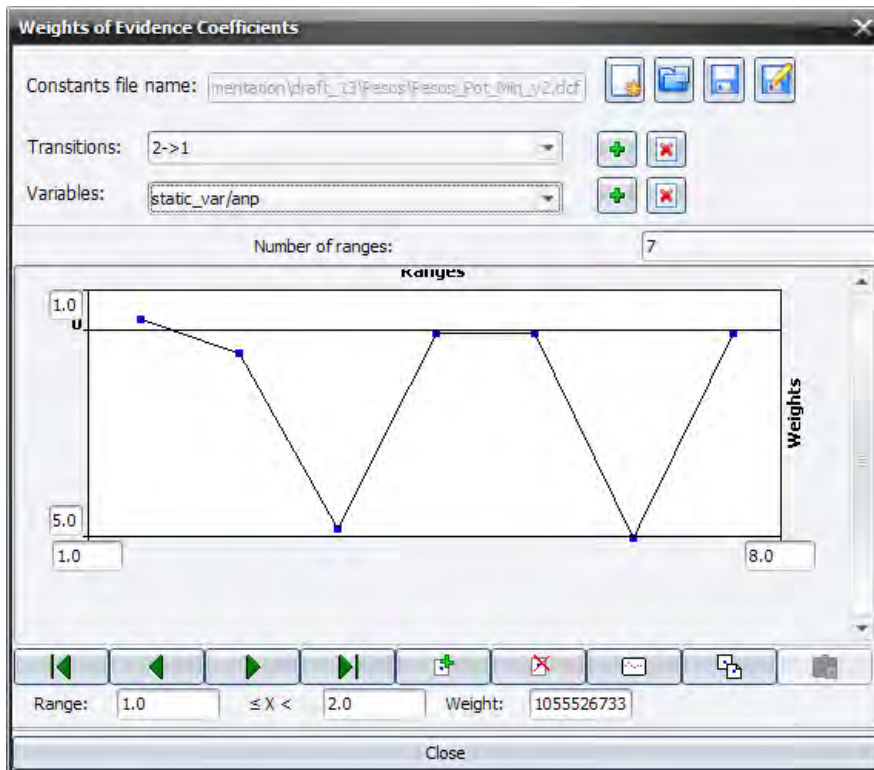 Weights of Evidence Coefficients
Constants file name: mentation\draft_13\Pesos\Pesos_Pot_Min_v2.dcf
Transitions: 2->1
Variables: static_var/anp
Number of ranges: 7
Ranges
1.0
0
Weights
5.0
1.0 8.0
Range: 1.0 ≤ X < 2.0 Weight: 1055526733
Close